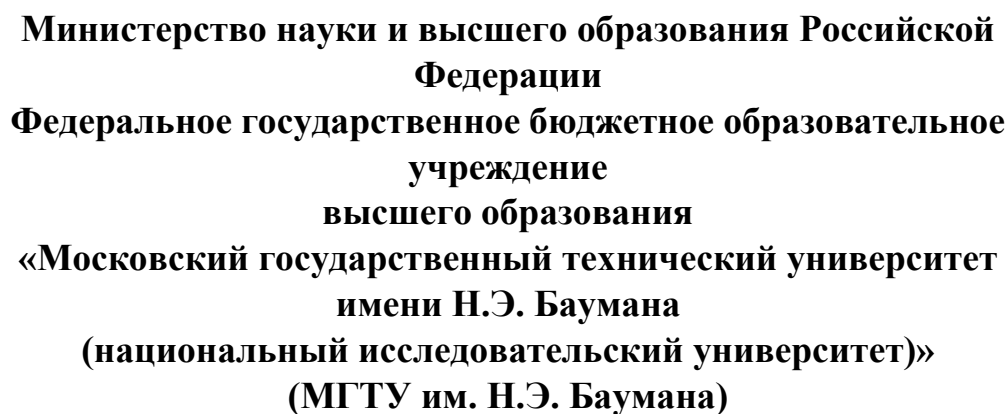 Министерство науки и высшего образования Российской
Федерации
Федеральное государственное бюджетное образовательное
учреждение
высшего образования
«Московский государственный технический университет
имени Н.Э. Баумана
(национальный исследовательский университет)»
(МГТУ им. Н.Э. Баумана)